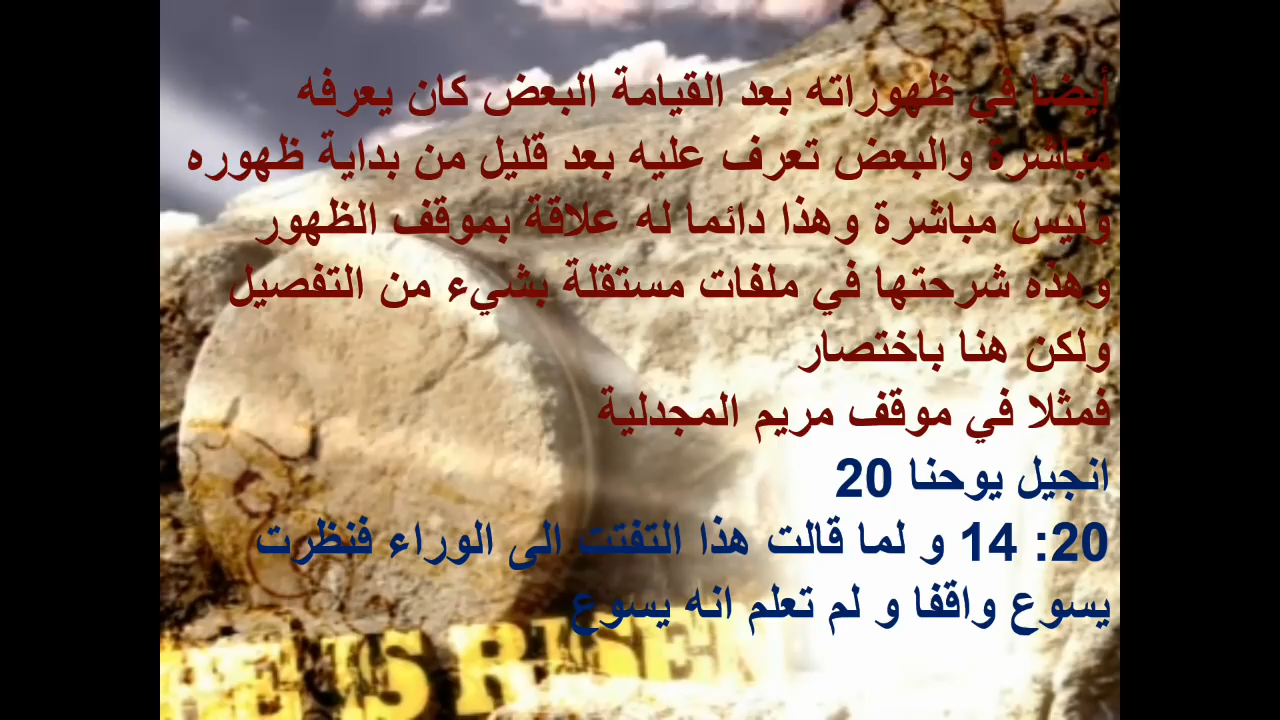 أيضا في ظهوراته بعد القيامة البعض كان يعرفه
مباشرة والبعض تعرف عليه بعد قليل من بداية ظهوره
وليس مباشرة وهذا دائما له علاقة بموقف الظهور
وهذه شرحتها في ملفات مستقلة بشيء من التفصيل
ولكن هنا باختصار
فمثلا في موقف مريم المجدلية
انجيل يوحنا 20
20: 14 و لما قالت هذا التفتت الى الوراء فنظرت
يسوع واقفا و لم تعلم انه يسوع
HE IS RISEN